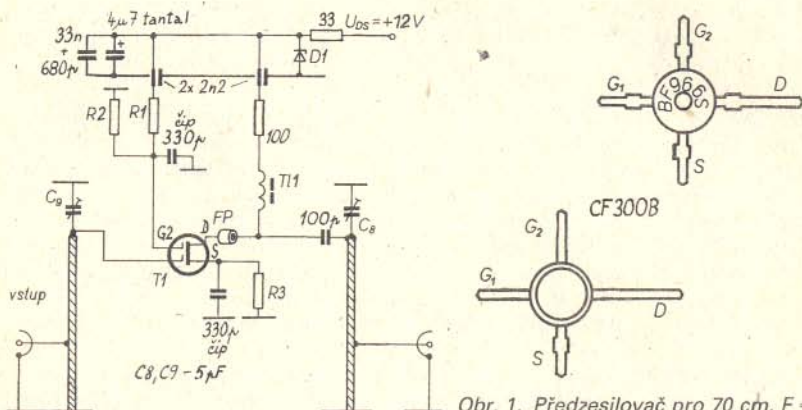 4μ7 tantal
33n
+
+
680p
33
U_DS = +12V
D1
2x 2n2
R2
R1
čip
330p
100
Tl1
C9
FP
100p
C8
G2
D
S
T1
R3
vstup
330p
čip
C8, C9 - 5pF
G2
G1
BF966S
D
S
CF300B
G2
G1
D
S
Obr. 1. Předzesilovač pro 70 cm. F